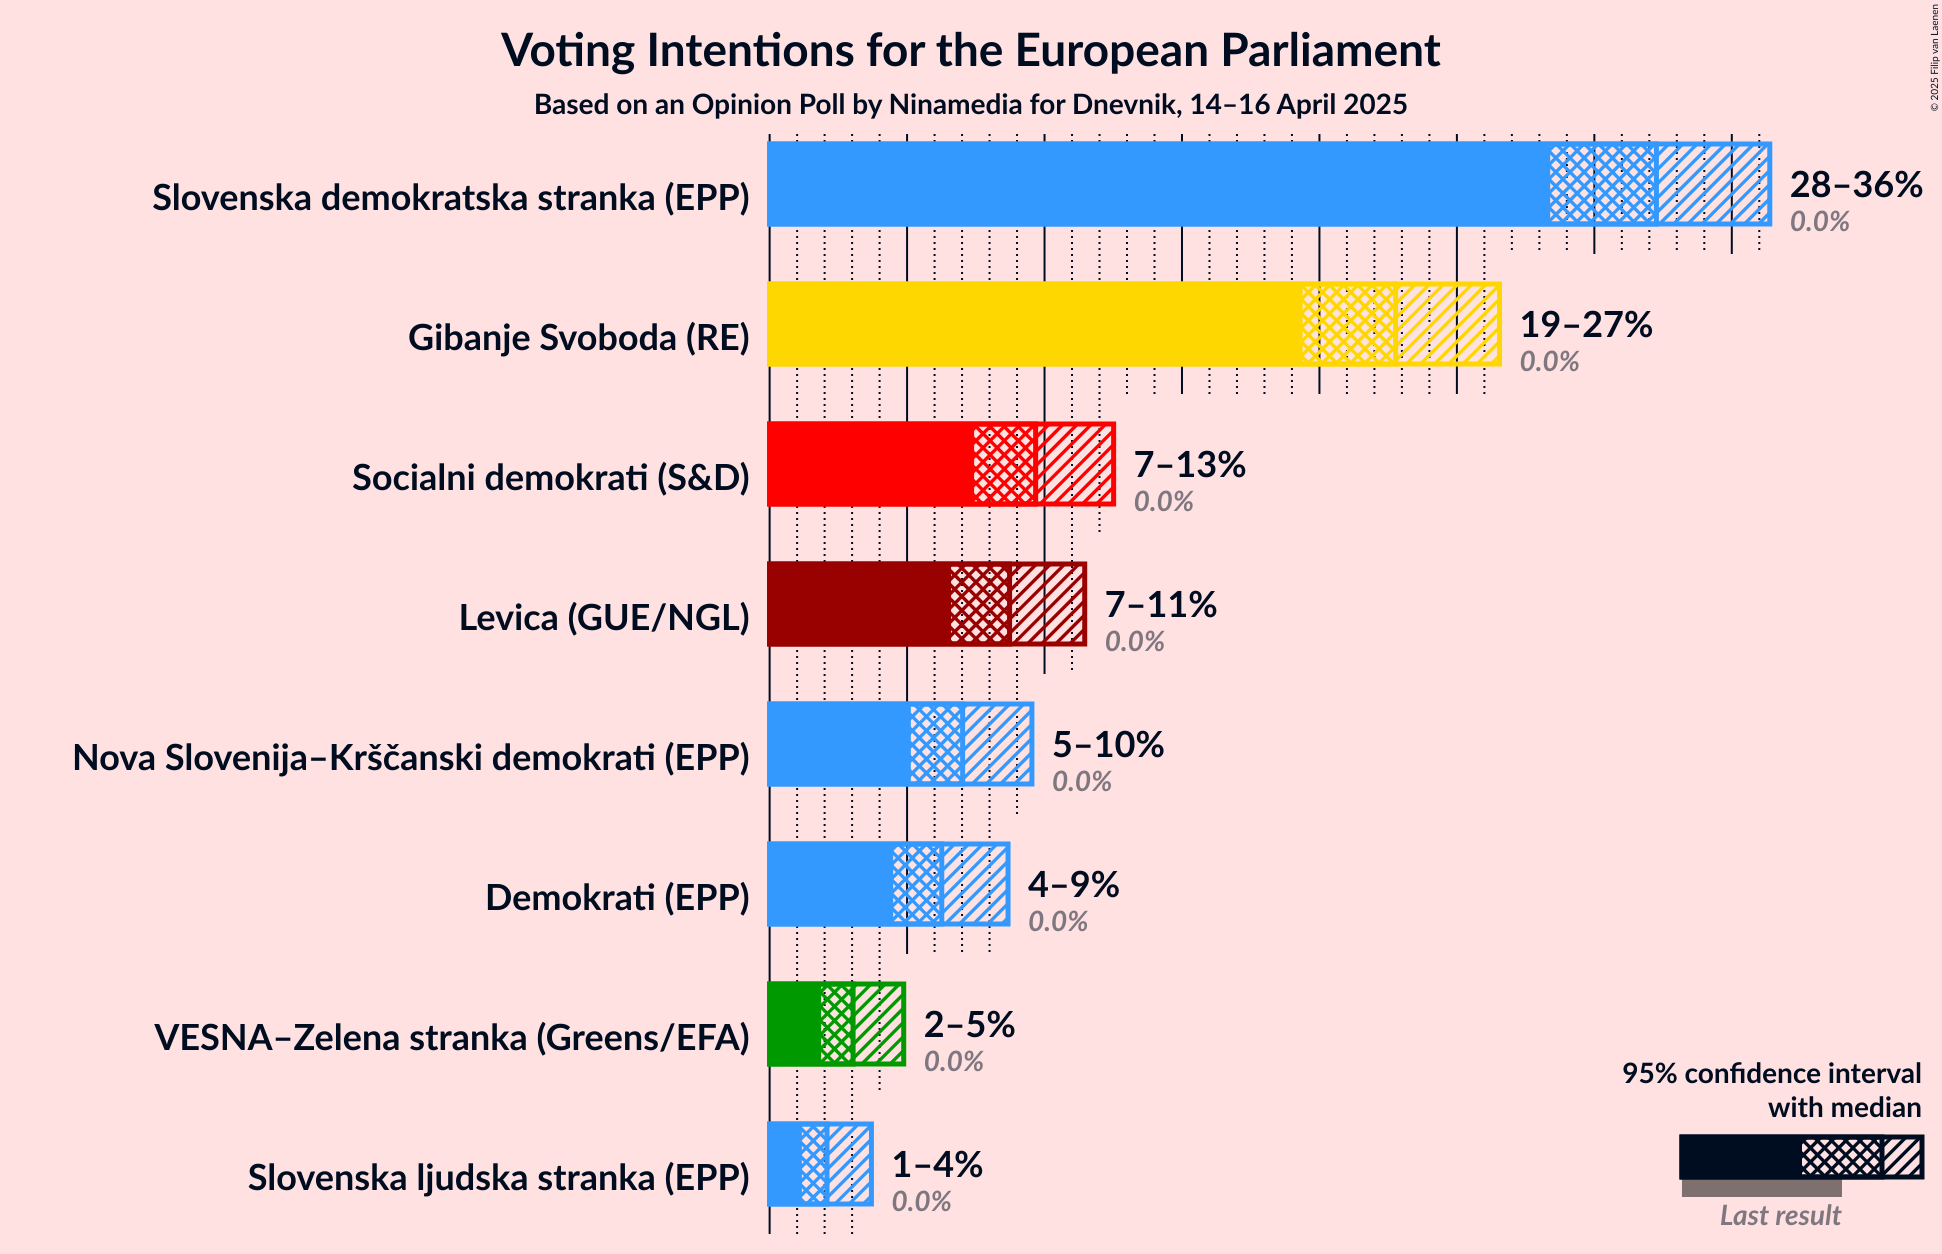 Voting Intentions for the European Parliament
Based on an Opinion Poll by Ninamedia for Dnevnik, 14–16 April 2025
© 2025 Filip van Laenen
Slovenska demokratska stranka (EPP)
28–36%
0.0%
Gibanje Svoboda (RE)
19–27%
0.0%
Socialni demokrati (S&D)
7–13%
0.0%
Levica (GUE/NGL)
7–11%
0.0%
Nova Slovenija–Krščanski demokrati (EPP)
5–10%
0.0%
Demokrati (EPP)
4–9%
0.0%
VESNA–Zelena stranka (Greens/EFA)
2–5%
0.0%
Slovenska ljudska stranka (EPP)
1–4%
0.0%
95% confidence interval
with median
Last result